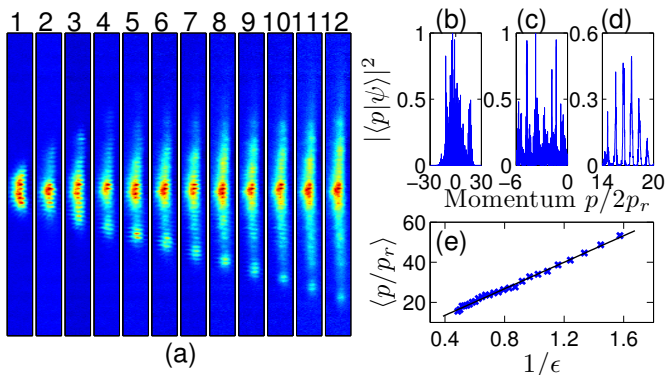 1 2 3 4 5 6 7 8 9 10 11 12
(a)
(b) (c) (d)
|⟨p|ψ⟩|²
1 0.5 0
1 0.5 0
0.6 0.3 0
−30 0 30 −6 0 14 20
Momentum p/2p_r
(e)
⟨p/p_r⟩
60
40
20
0.4 0.8 1.2 1.6
1/ϵ